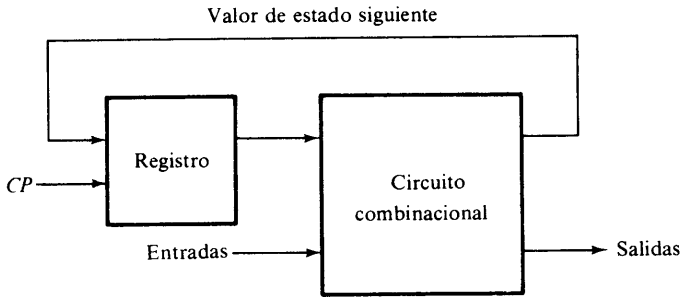 Valor de estado siguiente
Registro
CP
Circuito
combinacional
Entradas
Salidas